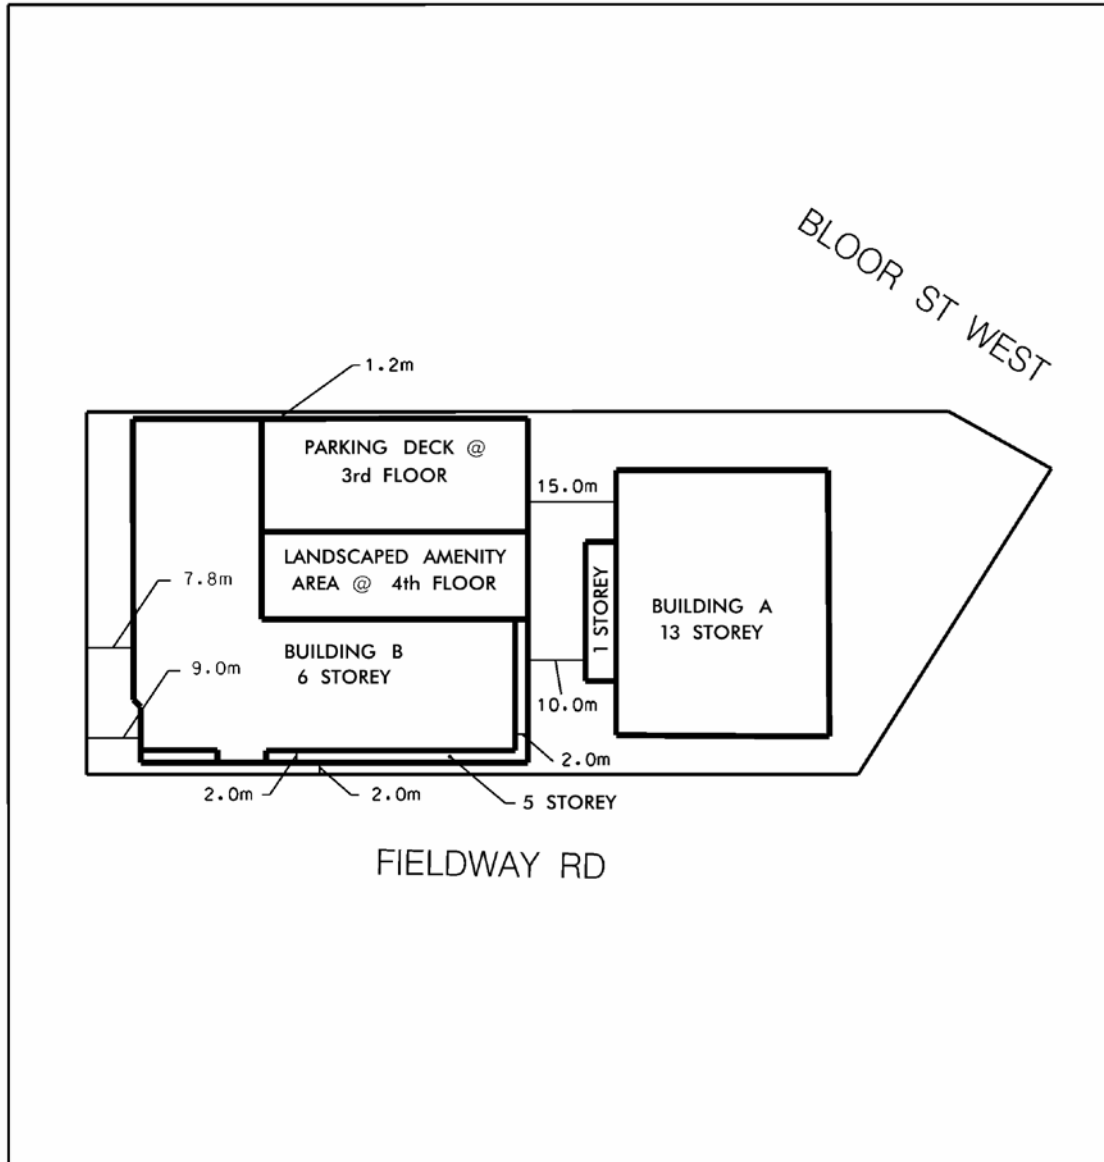 BLOOR ST WEST
1.2m
PARKING DECK @
3rd FLOOR
15.0m
LANDSCAPED AMENITY
AREA @ 4th FLOOR
7.8m
1 STOREY
BUILDING A
13 STOREY
BUILDING B
6 STOREY
9.0m
10.0m
2.0m
2.0m
2.0m
5 STOREY
FIELDWAY RD